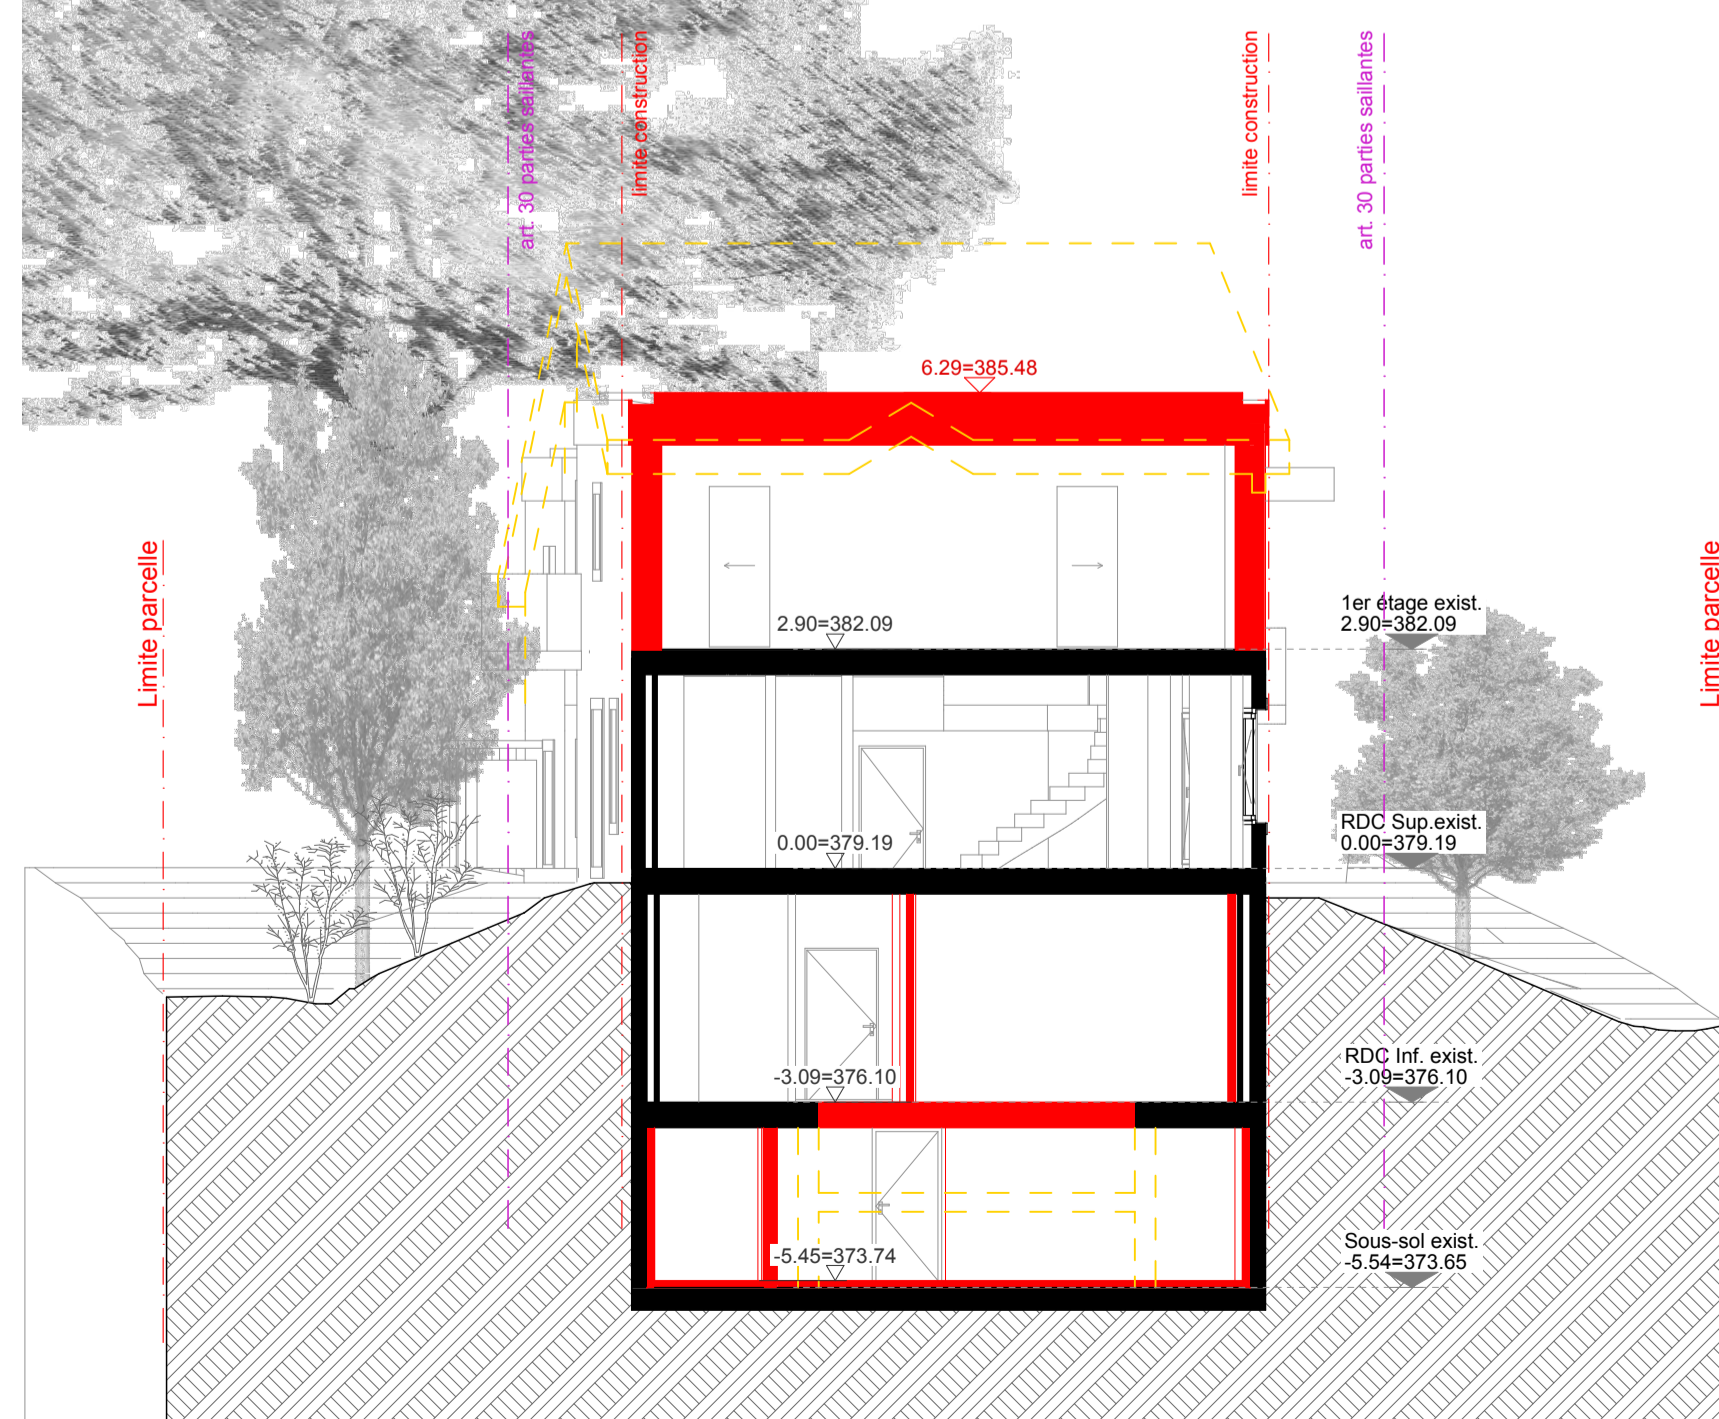 art. 30 parties saillantes
limite construction
limite construction
art. 30 parties saillantes
6.29=385.48
Limite parcelle
Limite parcelle
2.90=382.09
1er étage exist.
2.90=382.09
0.00=379.19
RDC Sup.exist.
0.00=379.19
-3.09=376.10
RDC Inf. exist.
-3.09=376.10
-5.45=373.74
Sous-sol exist.
-5.54=373.65